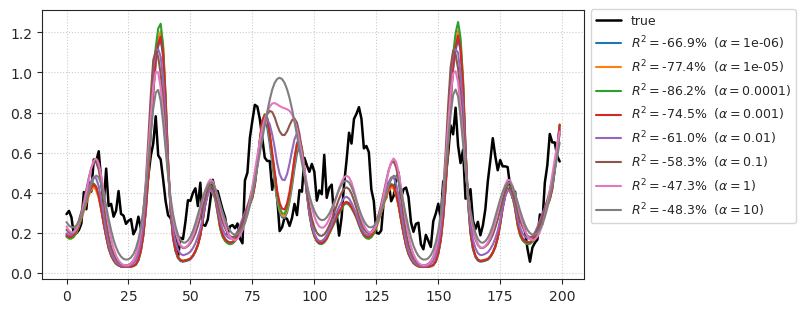 1.2
1.0
0.8
0.6
0.4
0.2
0.0
0 25 50 75 100 125 150 175 200
true
R² = -66.9% (α = 1e-06)
R² = -77.4% (α = 1e-05)
R² = -86.2% (α = 0.0001)
R² = -74.5% (α = 0.001)
R² = -61.0% (α = 0.01)
R² = -58.3% (α = 0.1)
R² = -47.3% (α = 1)
R² = -48.3% (α = 10)